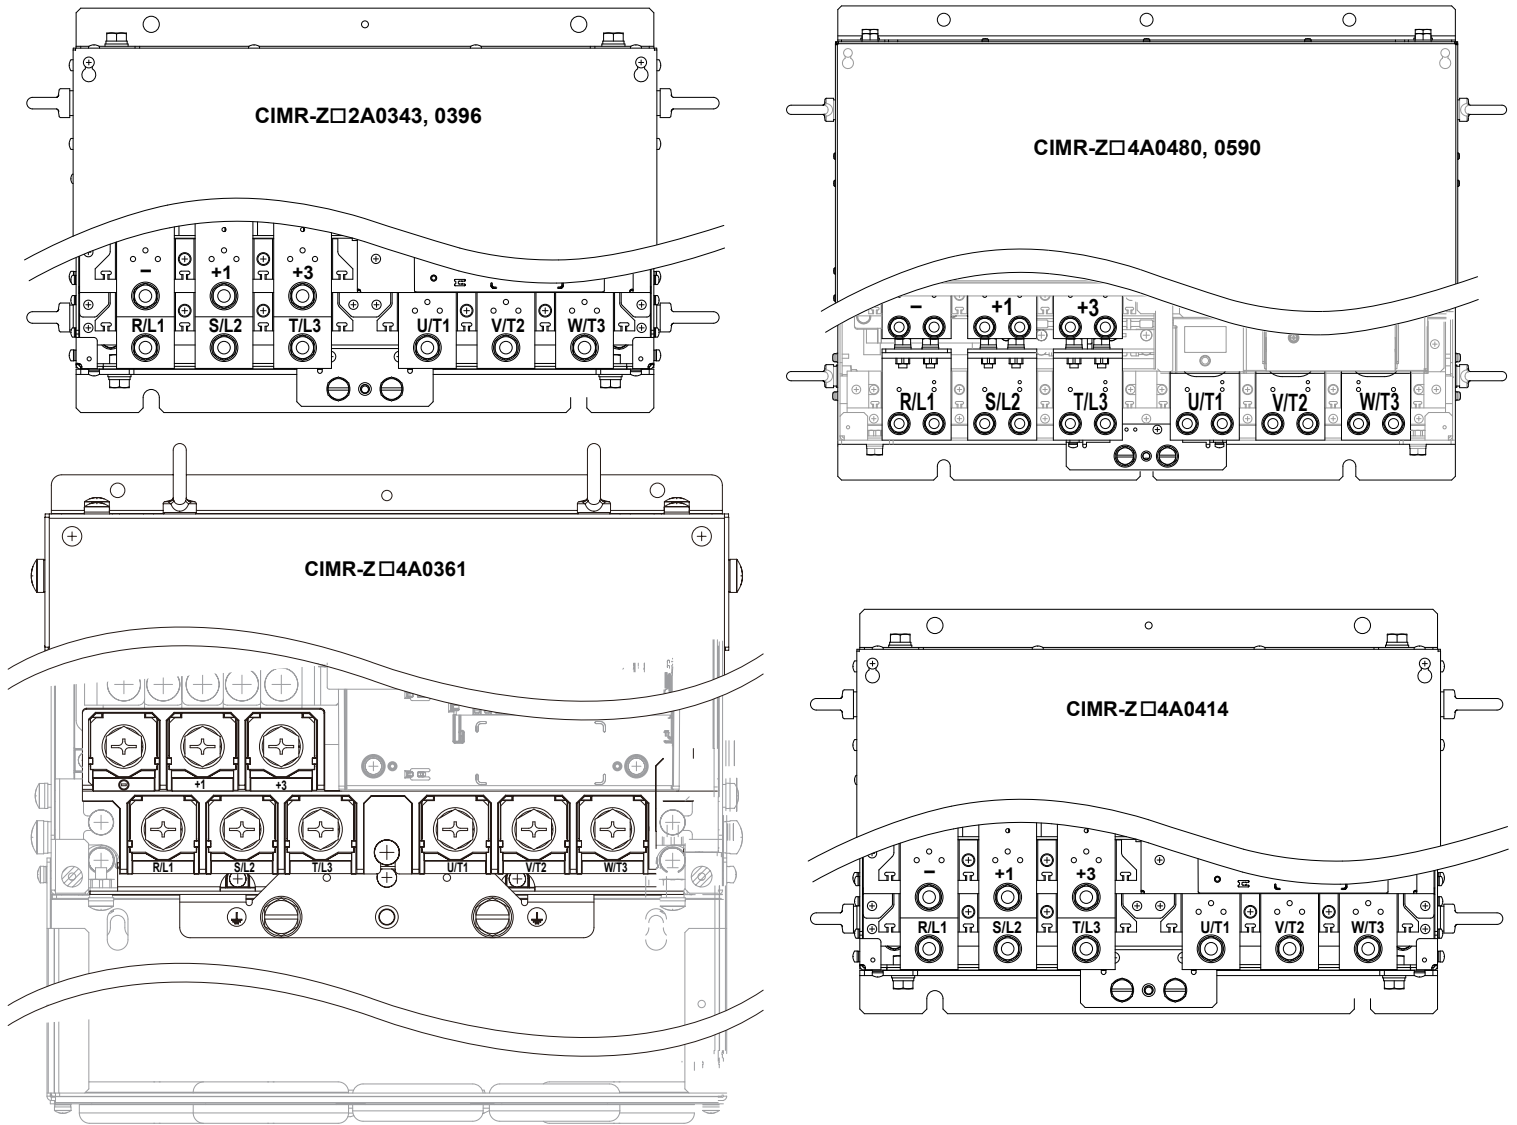 CIMR-Z□2A0343, 0396
– +1 +3
R/L1 S/L2 T/L3 U/T1 V/T2 W/T3
CIMR-Z□4A0480, 0590
– +1 +3
R/L1 S/L2 T/L3 U/T1 V/T2 W/T3
CIMR-Z□4A0361
⊖ +1 +3
R/L1 S/L2 T/L3 U/T1 V/T2 W/T3
CIMR-Z□4A0414
– +1 +3
R/L1 S/L2 T/L3 U/T1 V/T2 W/T3